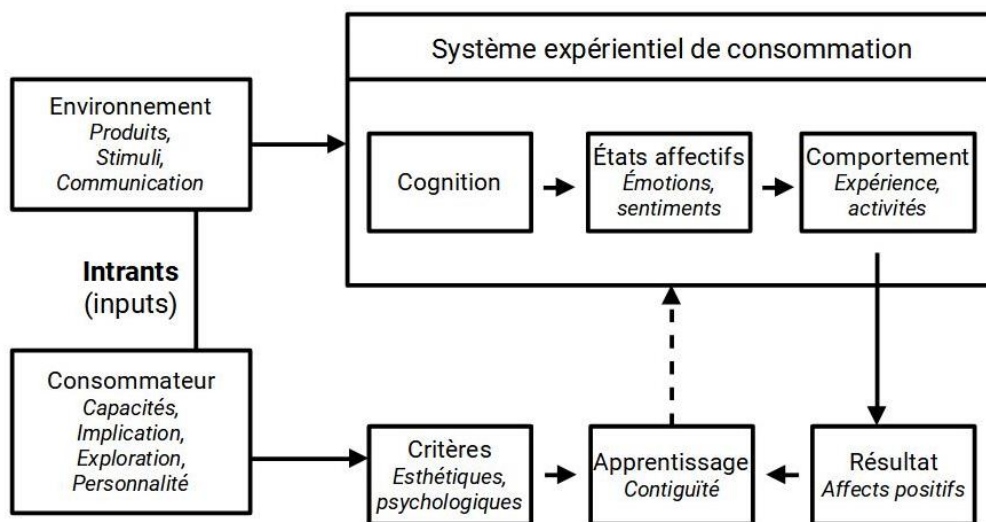 Système expérientiel de consommation
Environnement
Produits,
Stimuli,
Communication
Cognition
États affectifs
Émotions,
sentiments
Comportement
Expérience,
activités
Intrants
(inputs)
Consommateur
Capacités,
Implication,
Exploration,
Personnalité
Critères
Esthétiques,
psychologiques
Apprentissage
Contiguïté
Résultat
Affects positifs